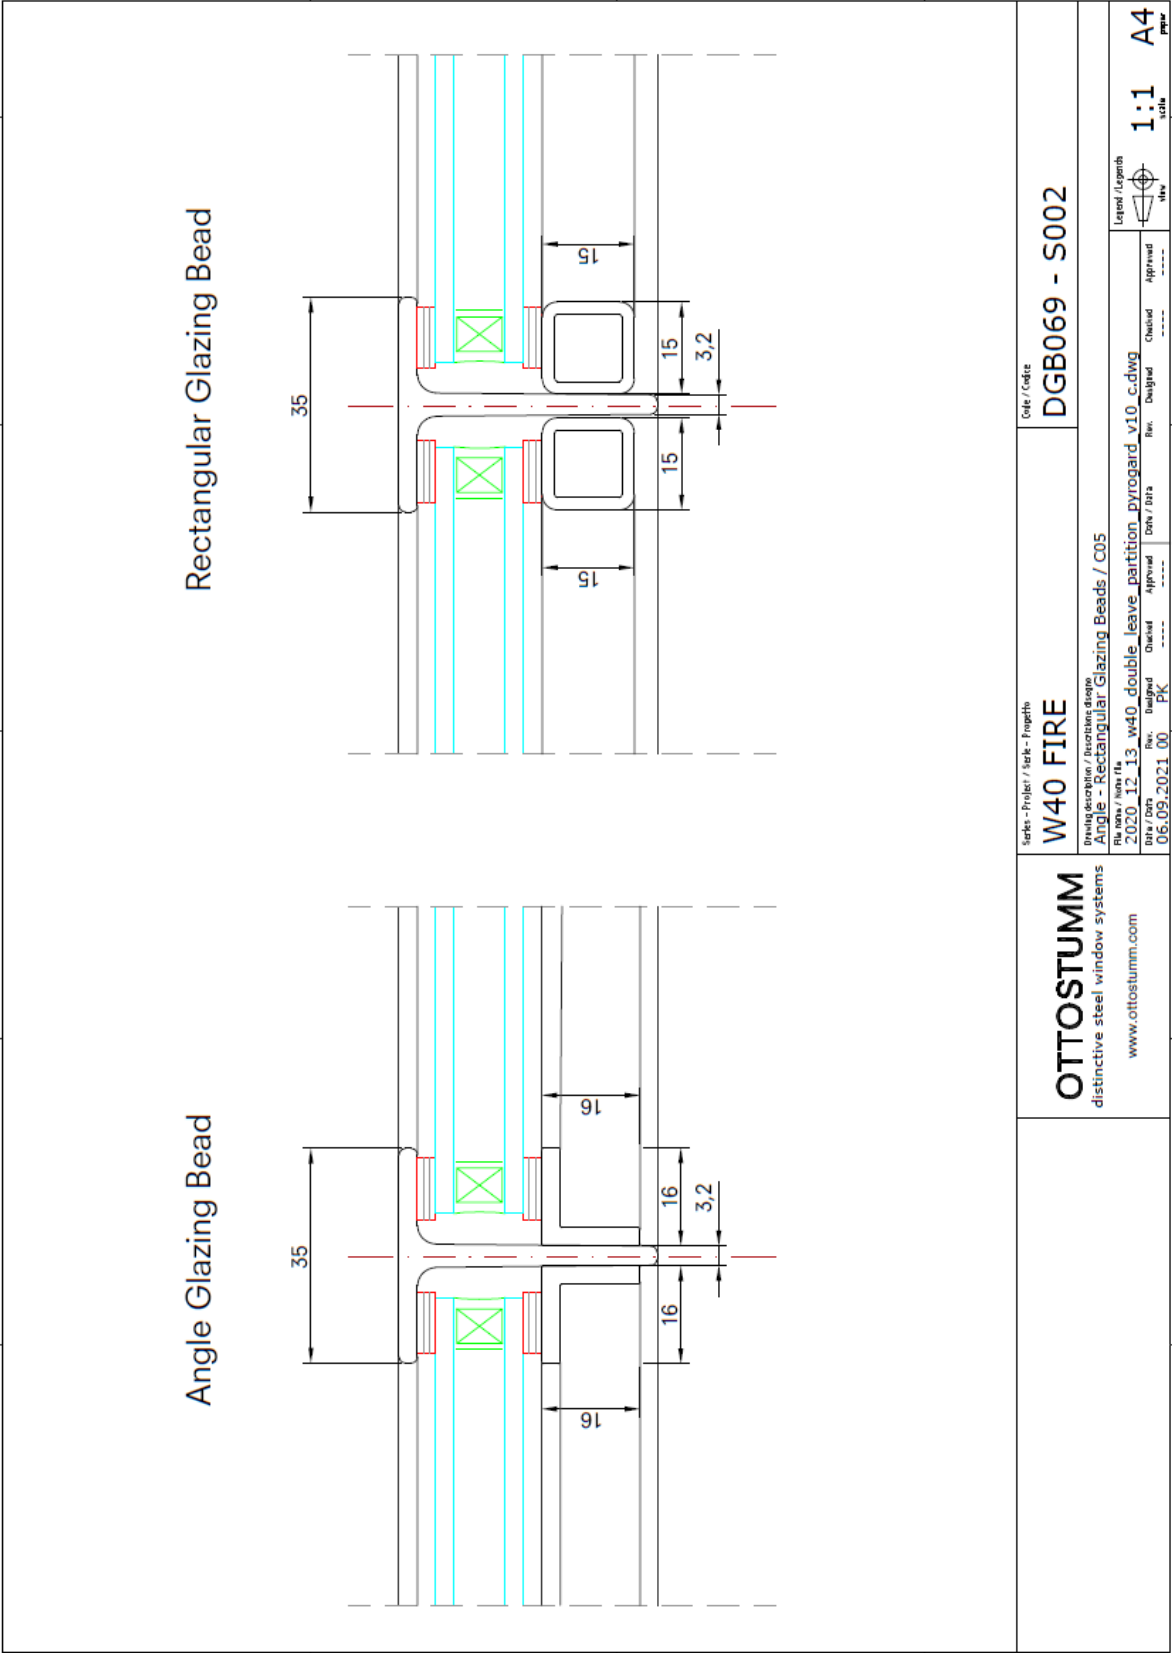 Angle Glazing Bead
35
16
16
16
16
3,2
Rectangular Glazing Bead
35
15
15
15
15
3,2
OTTOSTUMM
distinctive steel window systems
www.ottostumm.com
Series - Project / Serie - Progetto
W40 FIRE
Code / Codice
DGB069 - S002
Drawing description / Descrizione disegno
Angle - Rectangular Glazing Beads / C05
File name / Nome file
2020_12_13_w40_double_leave_partition_pyrogard_v10_c.dwg
Date / Data Rev. Designed Checked Approved Date / Data Rev. Designed Checked Approved
06.09.2021 00 PK ---- ---- ---- ----
Legend / Legenda
1:1 A4
view scale paper